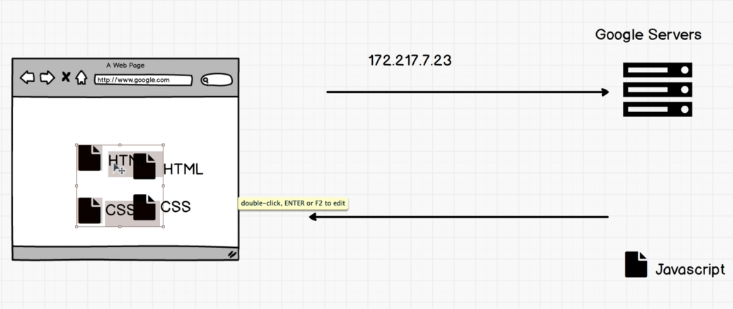 Google Servers
172.217.7.23
A Web Page
http://www.google.com
HTML
HTML
CSS
CSS
double-click, ENTER or F2 to edit
Javascript